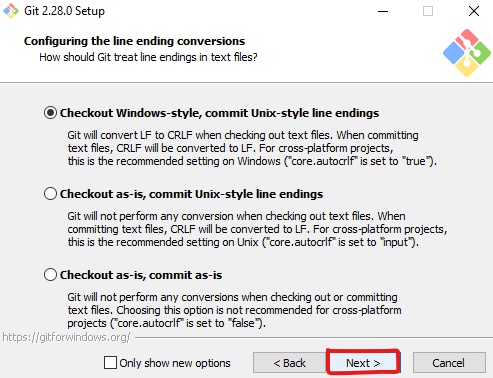 Git 2.28.0 Setup
Configuring the line ending conversions
How should Git treat line endings in text files?
Checkout Windows-style, commit Unix-style line endings
Git will convert LF to CRLF when checking out text files. When committing
text files, CRLF will be converted to LF. For cross-platform projects,
this is the recommended setting on Windows ("core.autocrlf" is set to "true").
Checkout as-is, commit Unix-style line endings
Git will not perform any conversion when checking out text files. When
committing text files, CRLF will be converted to LF. For cross-platform projects,
this is the recommended setting on Unix ("core.autocrlf" is set to "input").
Checkout as-is, commit as-is
Git will not perform any conversions when checking out or committing
text files. Choosing this option is not recommended for cross-platform
projects ("core.autocrlf" is set to "false").
https://gitforwindows.org/
Only show new options
< Back
Next >
Cancel